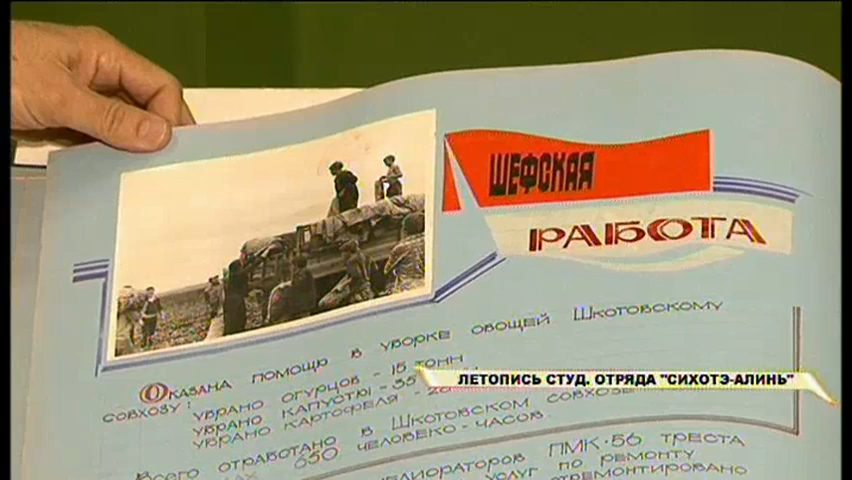 ШЕФСКАЯ
РАБОТА
ОКАЗАНА ПОМОЩЬ В УБОРКЕ ОВОЩЕЙ ШКОТОВСКОМУ
СОВХОЗУ:
УБРАНО ОГУРЦОВ - 15 ТОНН
УБРАНО КАПУСТЫ - 35
УБРАНО КАРТОФЕЛЯ -
ЛЕТОПИСЬ СТУД. ОТРЯДА "СИХОТЭ-АЛИНЬ"
ВСЕГО ОТРАБОТАНО В ШКОТОВСКОМ СОВХОЗЕ
650 ЧЕЛОВЕКО-ЧАСОВ.
ПМК-56 ТРЕСТА
УСЛУГ ПО РЕМОНТУ